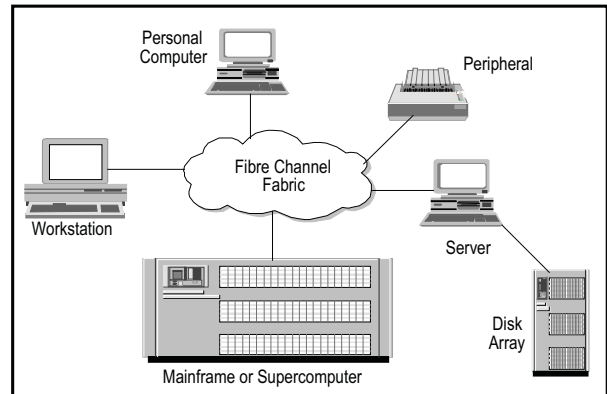 Personal
Computer
Peripheral
Fibre Channel
Fabric
Workstation
Server
Disk
Array
Mainframe or Supercomputer